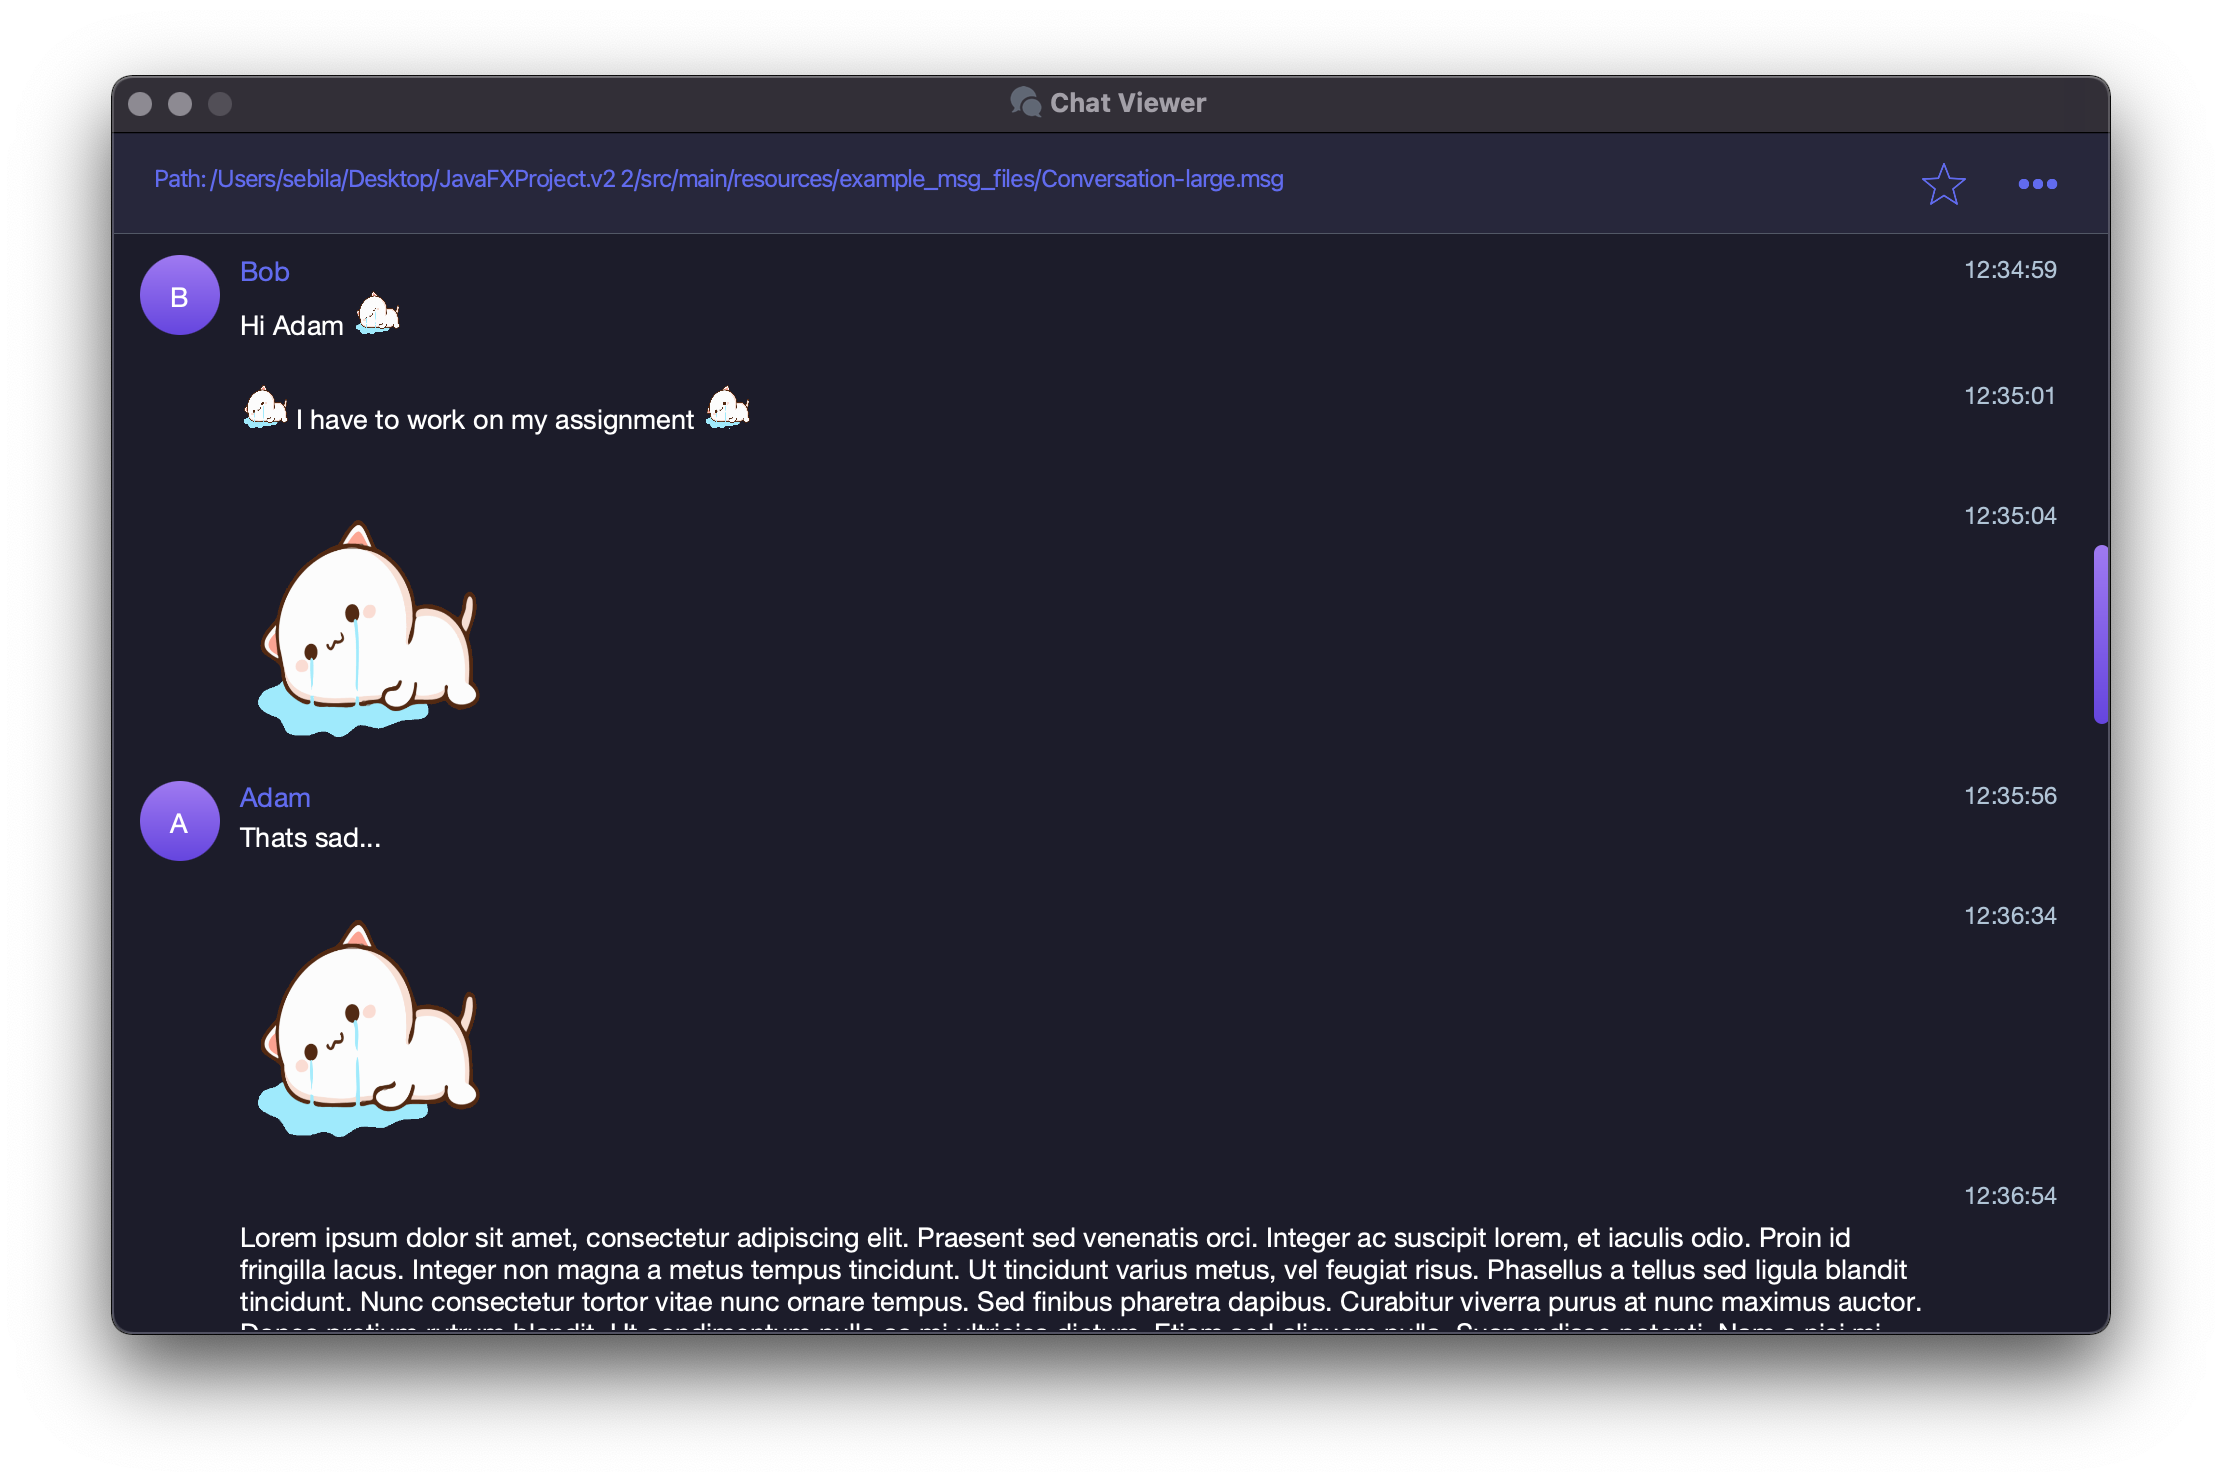 Chat Viewer
Path: /Users/sebila/Desktop/JavaFXProject.v2 2/src/main/resources/example_msg_files/Conversation-large.msg
B
Bob
12:34:59
Hi Adam
I have to work on my assignment
12:35:01
12:35:04
A
Adam
12:35:56
Thats sad...
12:36:34
12:36:54
Lorem ipsum dolor sit amet, consectetur adipiscing elit. Praesent sed venenatis orci. Integer ac suscipit lorem, et iaculis odio. Proin id
fringilla lacus. Integer non magna a metus tempus tincidunt. Ut tincidunt varius metus, vel feugiat risus. Phasellus a tellus sed ligula blandit
tincidunt. Nunc consectetur tortor vitae nunc ornare tempus. Sed finibus pharetra dapibus. Curabitur viverra purus at nunc maximus auctor.